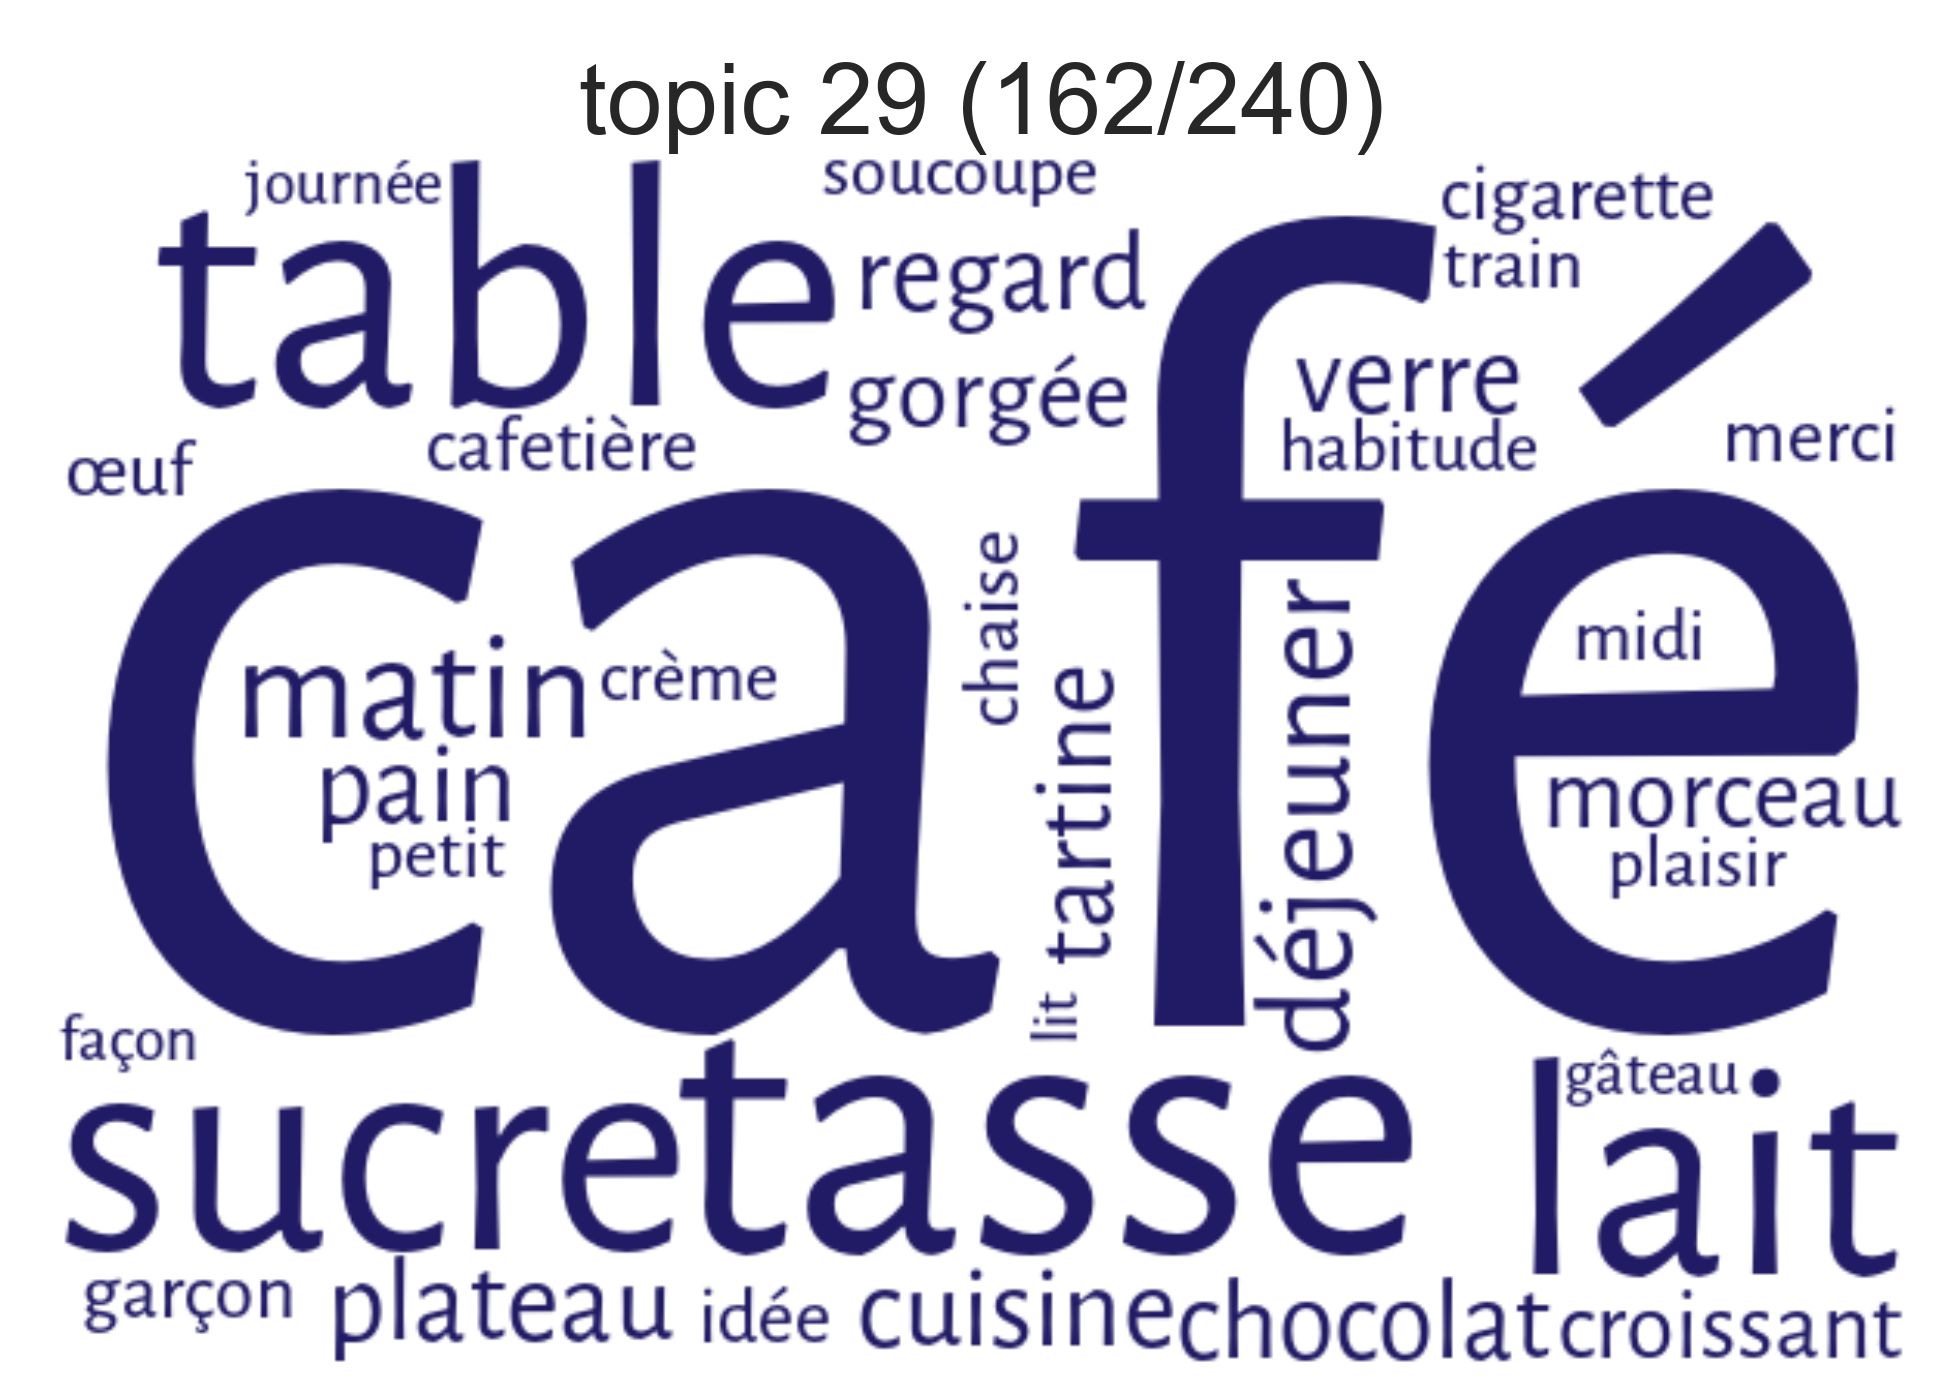 topic 29 (162/240)
journée
soucoupe
cigarette
table
regard
train
gorgée
verre
œuf
cafetière
habitude
merci
café
chaise
matin
crème
midi
pain
tartine
déjeuner
morceau
petit
plaisir
lit
façon
sucre
tasse
gâteau
lait
garçon
plateau
idée
cuisine
chocolat
croissant